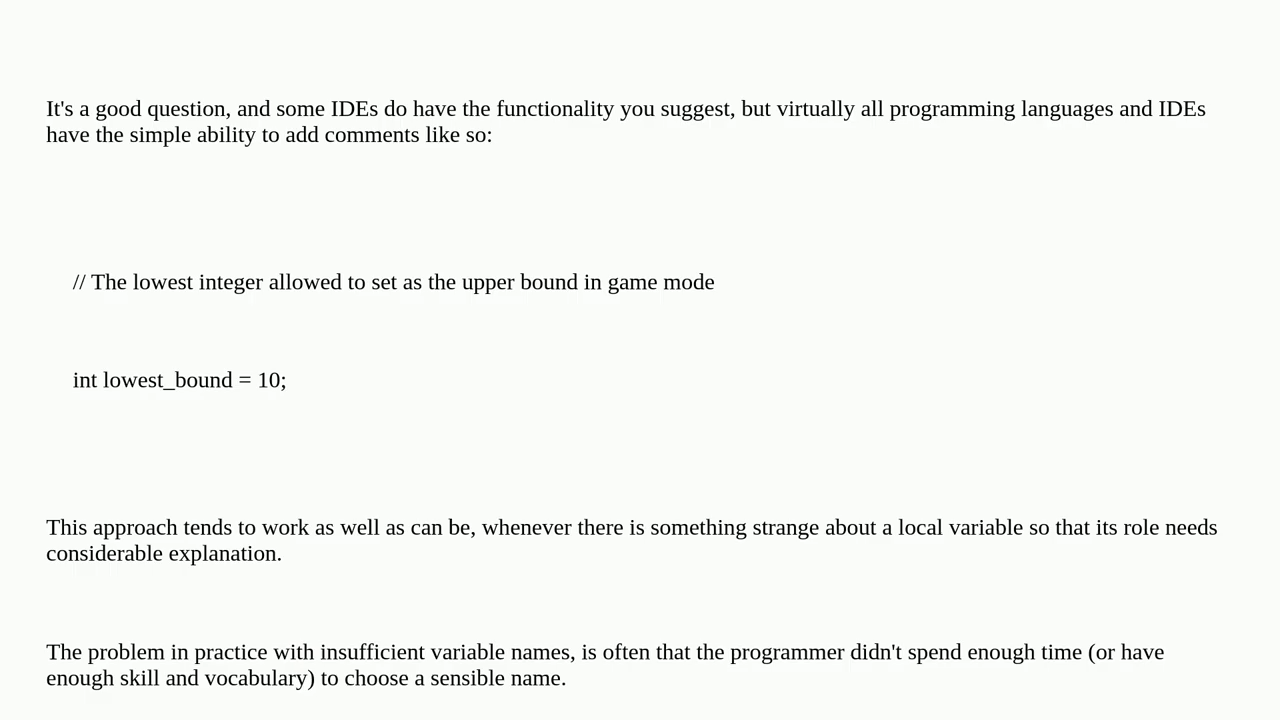 It's a good question, and some IDEs do have the functionality you suggest, but virtually all programming languages and IDEs
have the simple ability to add comments like so:
// The lowest integer allowed to set as the upper bound in game mode
int lowest_bound = 10;
This approach tends to work as well as can be, whenever there is something strange about a local variable so that its role needs
considerable explanation.
The problem in practice with insufficient variable names, is often that the programmer didn't spend enough time (or have
enough skill and vocabulary) to choose a sensible name.